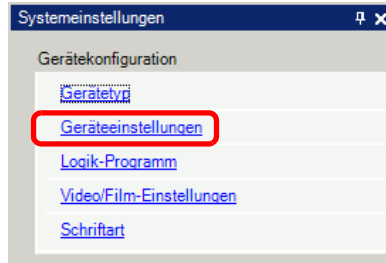 Systemeinstellungen
Gerätekonfiguration
Gerätetyp
Geräteeinstellungen
Logik-Programm
Video/Film-Einstellungen
Schriftart